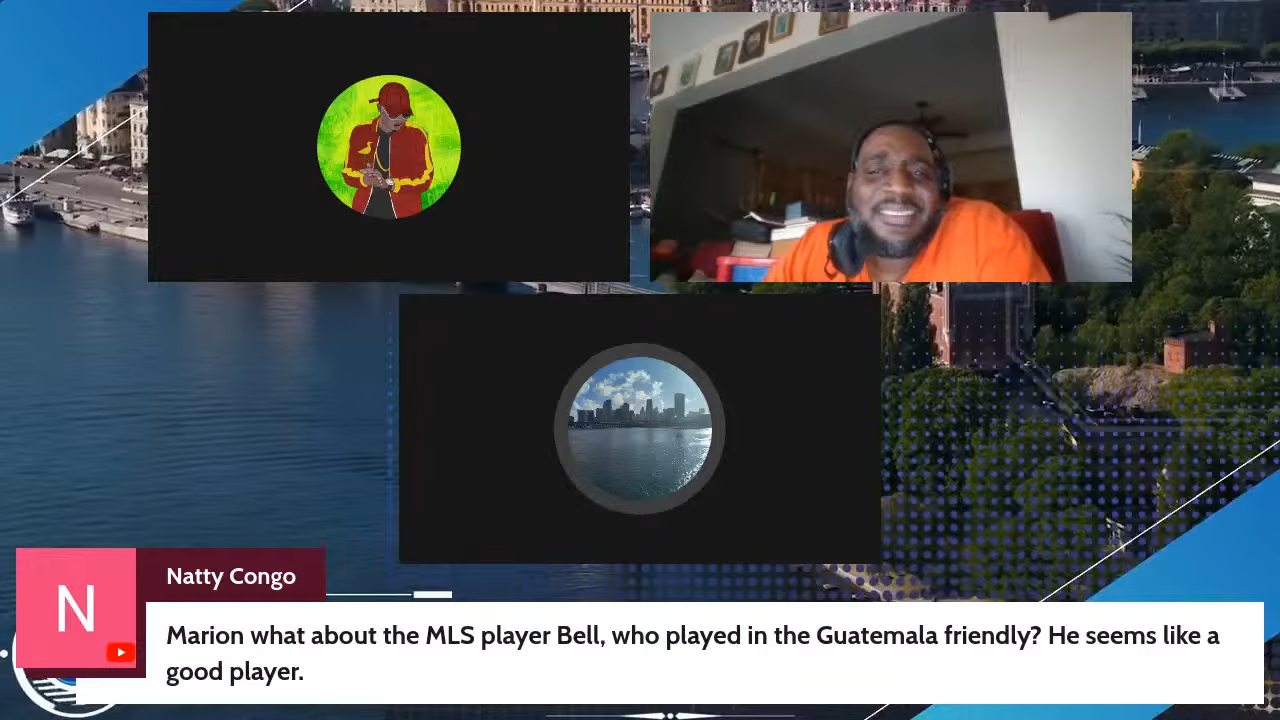 N
Natty Congo
Marion what about the MLS player Bell, who played in the Guatemala friendly? He seems like a
good player.